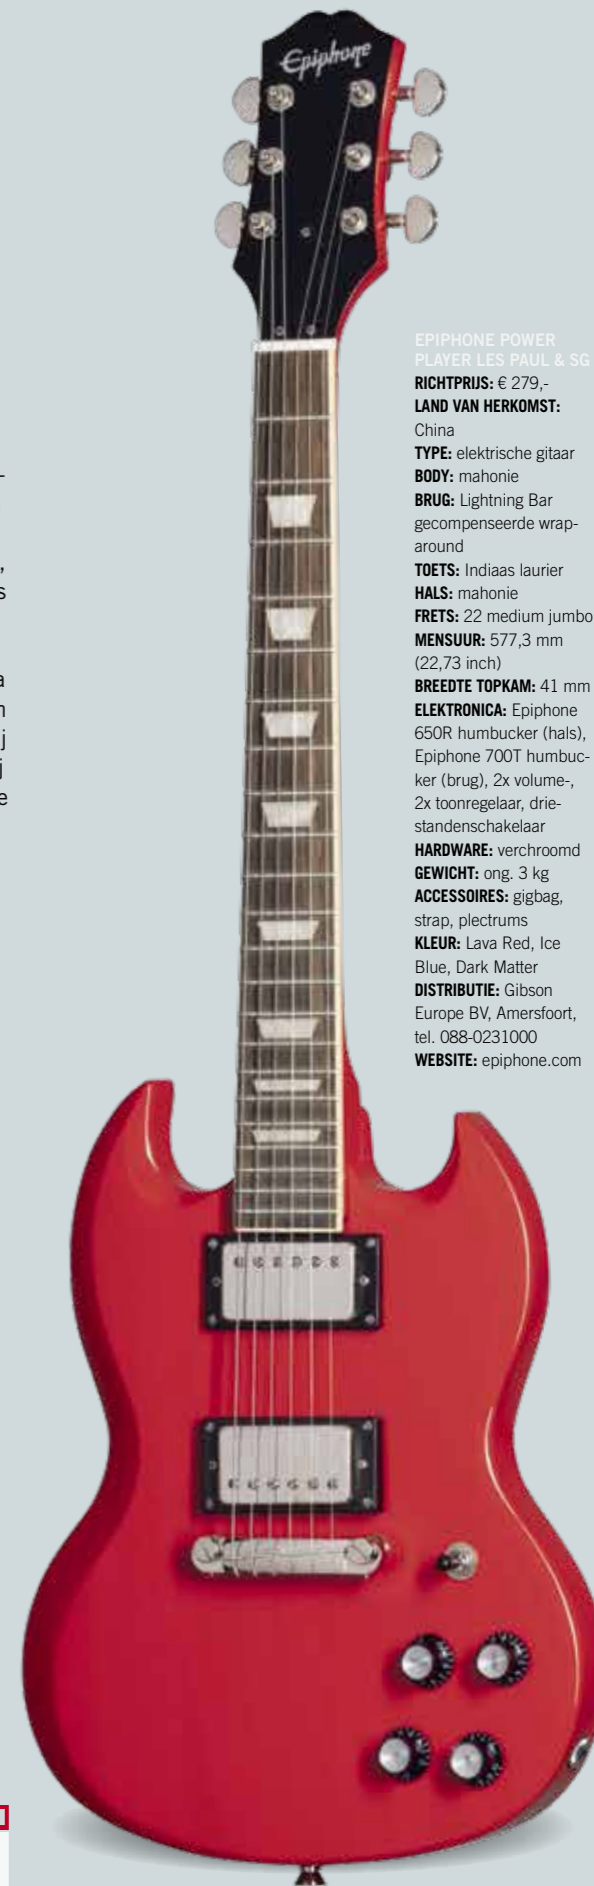 Epiphone
EPIPHONE POWER
PLAYER LES PAUL & SG
RICHTPRIJS: € 279,-
LAND VAN HERKOMST:
China
TYPE: elektrische gitaar
BODY: mahonie
BRUG: Lightning Bar
gecompenseerde wrap-
around
TOETS: Indiaas laurier
HALS: mahonie
FRETS: 22 medium jumbo
MENSUUR: 577,3 mm
(22,73 inch)
BREEDTE TOPKAM: 41 mm
ELEKTRONICA: Epiphone
650R humbucker (hals),
Epiphone 700T humbuc-
ker (brug), 2x volume-,
2x toonregelaar, drie-
standenschakelaar
HARDWARE: verchroomd
GEWICHT: ong. 3 kg
ACCESSOIRES: gigbag,
strap, plectrums
KLEUR: Lava Red, Ice
Blue, Dark Matter
DISTRIBUTIE: Gibson
Europe BV, Amersfoort,
tel. 088-0231000
WEBSITE: epiphone.com